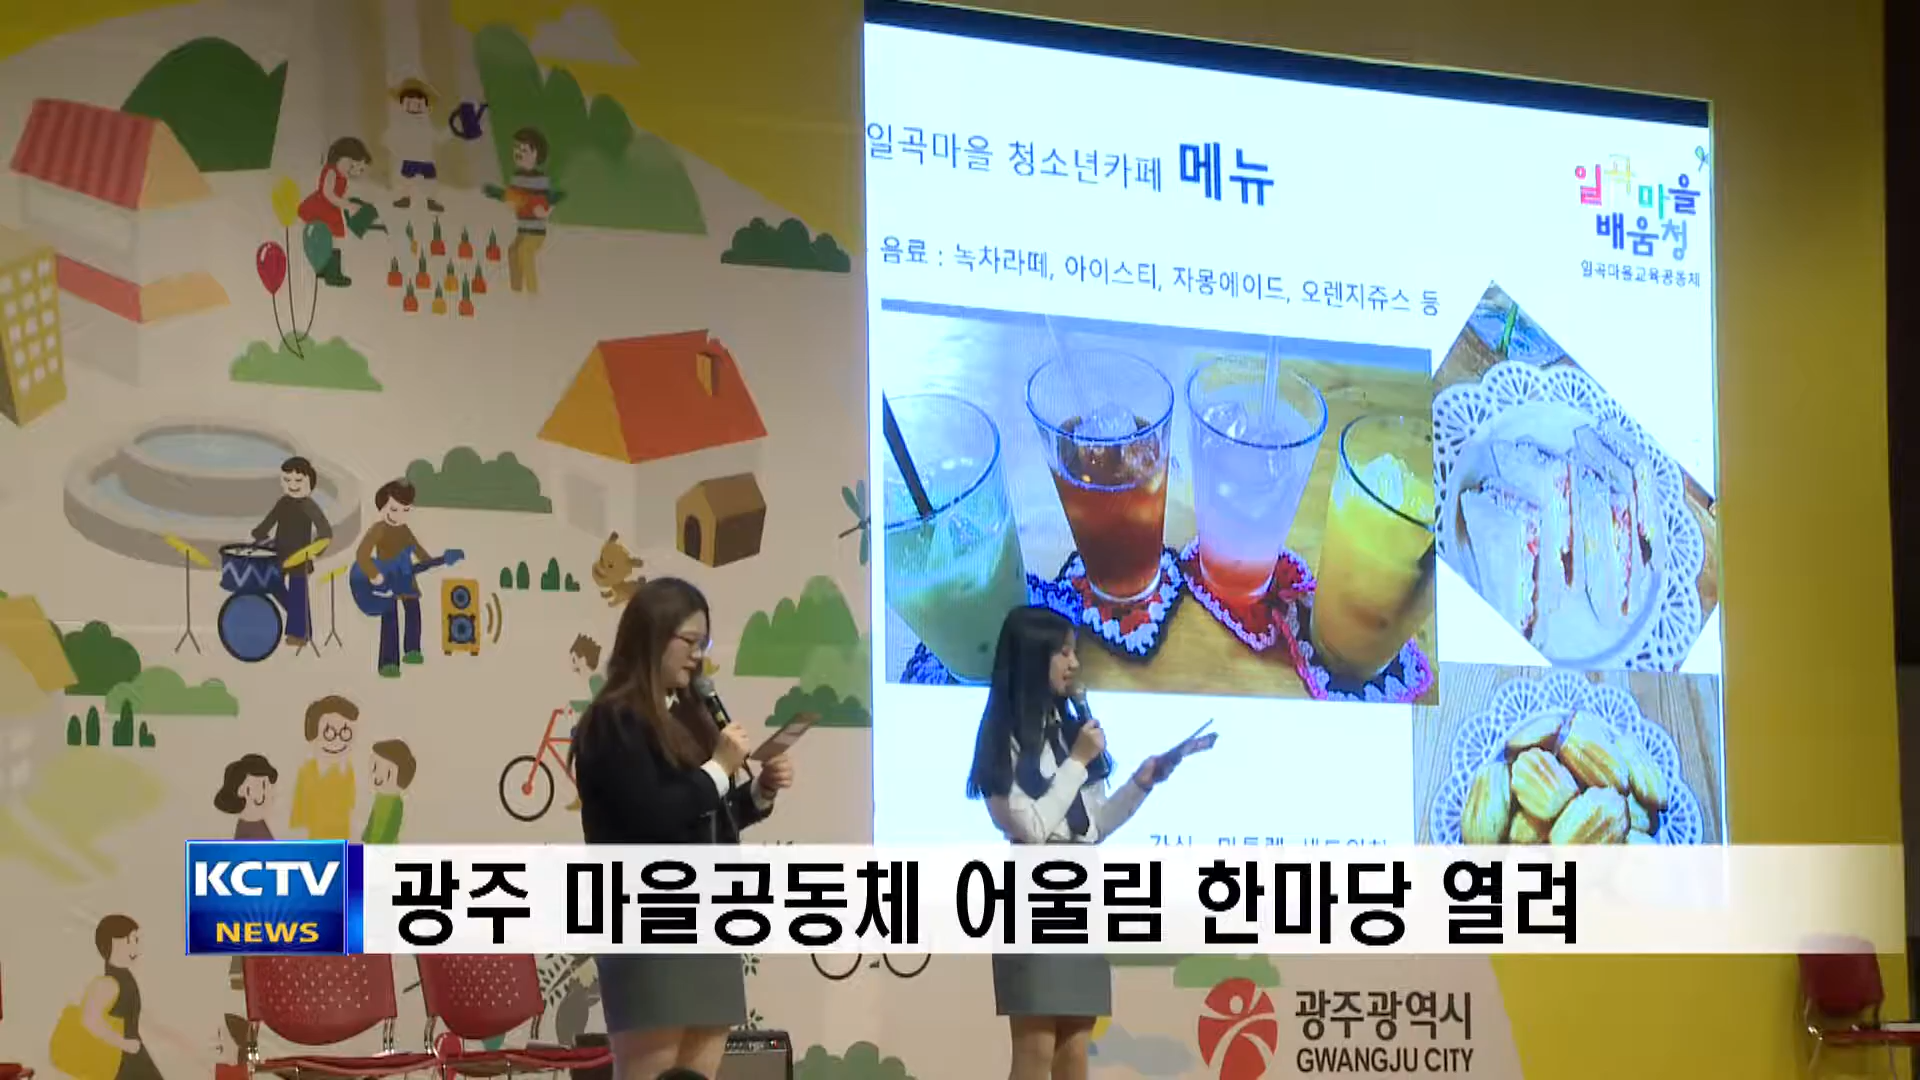 일곡마을 청소년카페 메뉴
일곡마을
배움청
일곡마을교육공동체
음료 : 녹차라떼, 아이스티, 자몽에이드, 오렌지쥬스 등
KCTV
NEWS
광주 마을공동체 어울림 한마당 열려
광주광역시
GWANGJU CITY